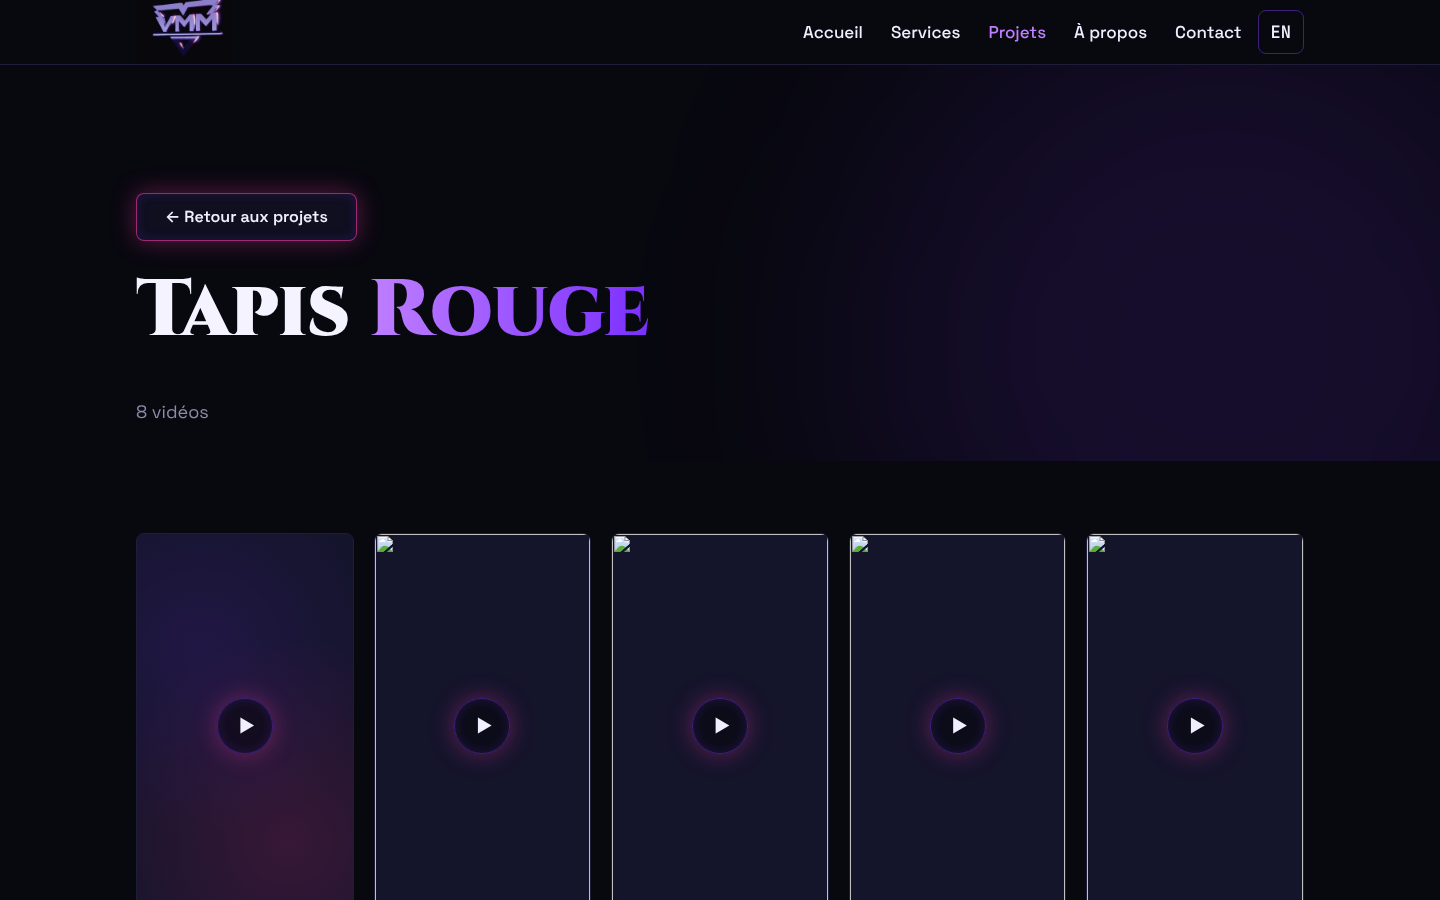 VMM
Accueil Services Projets À propos Contact EN
← Retour aux projets
Tapis Rouge
8 vidéos